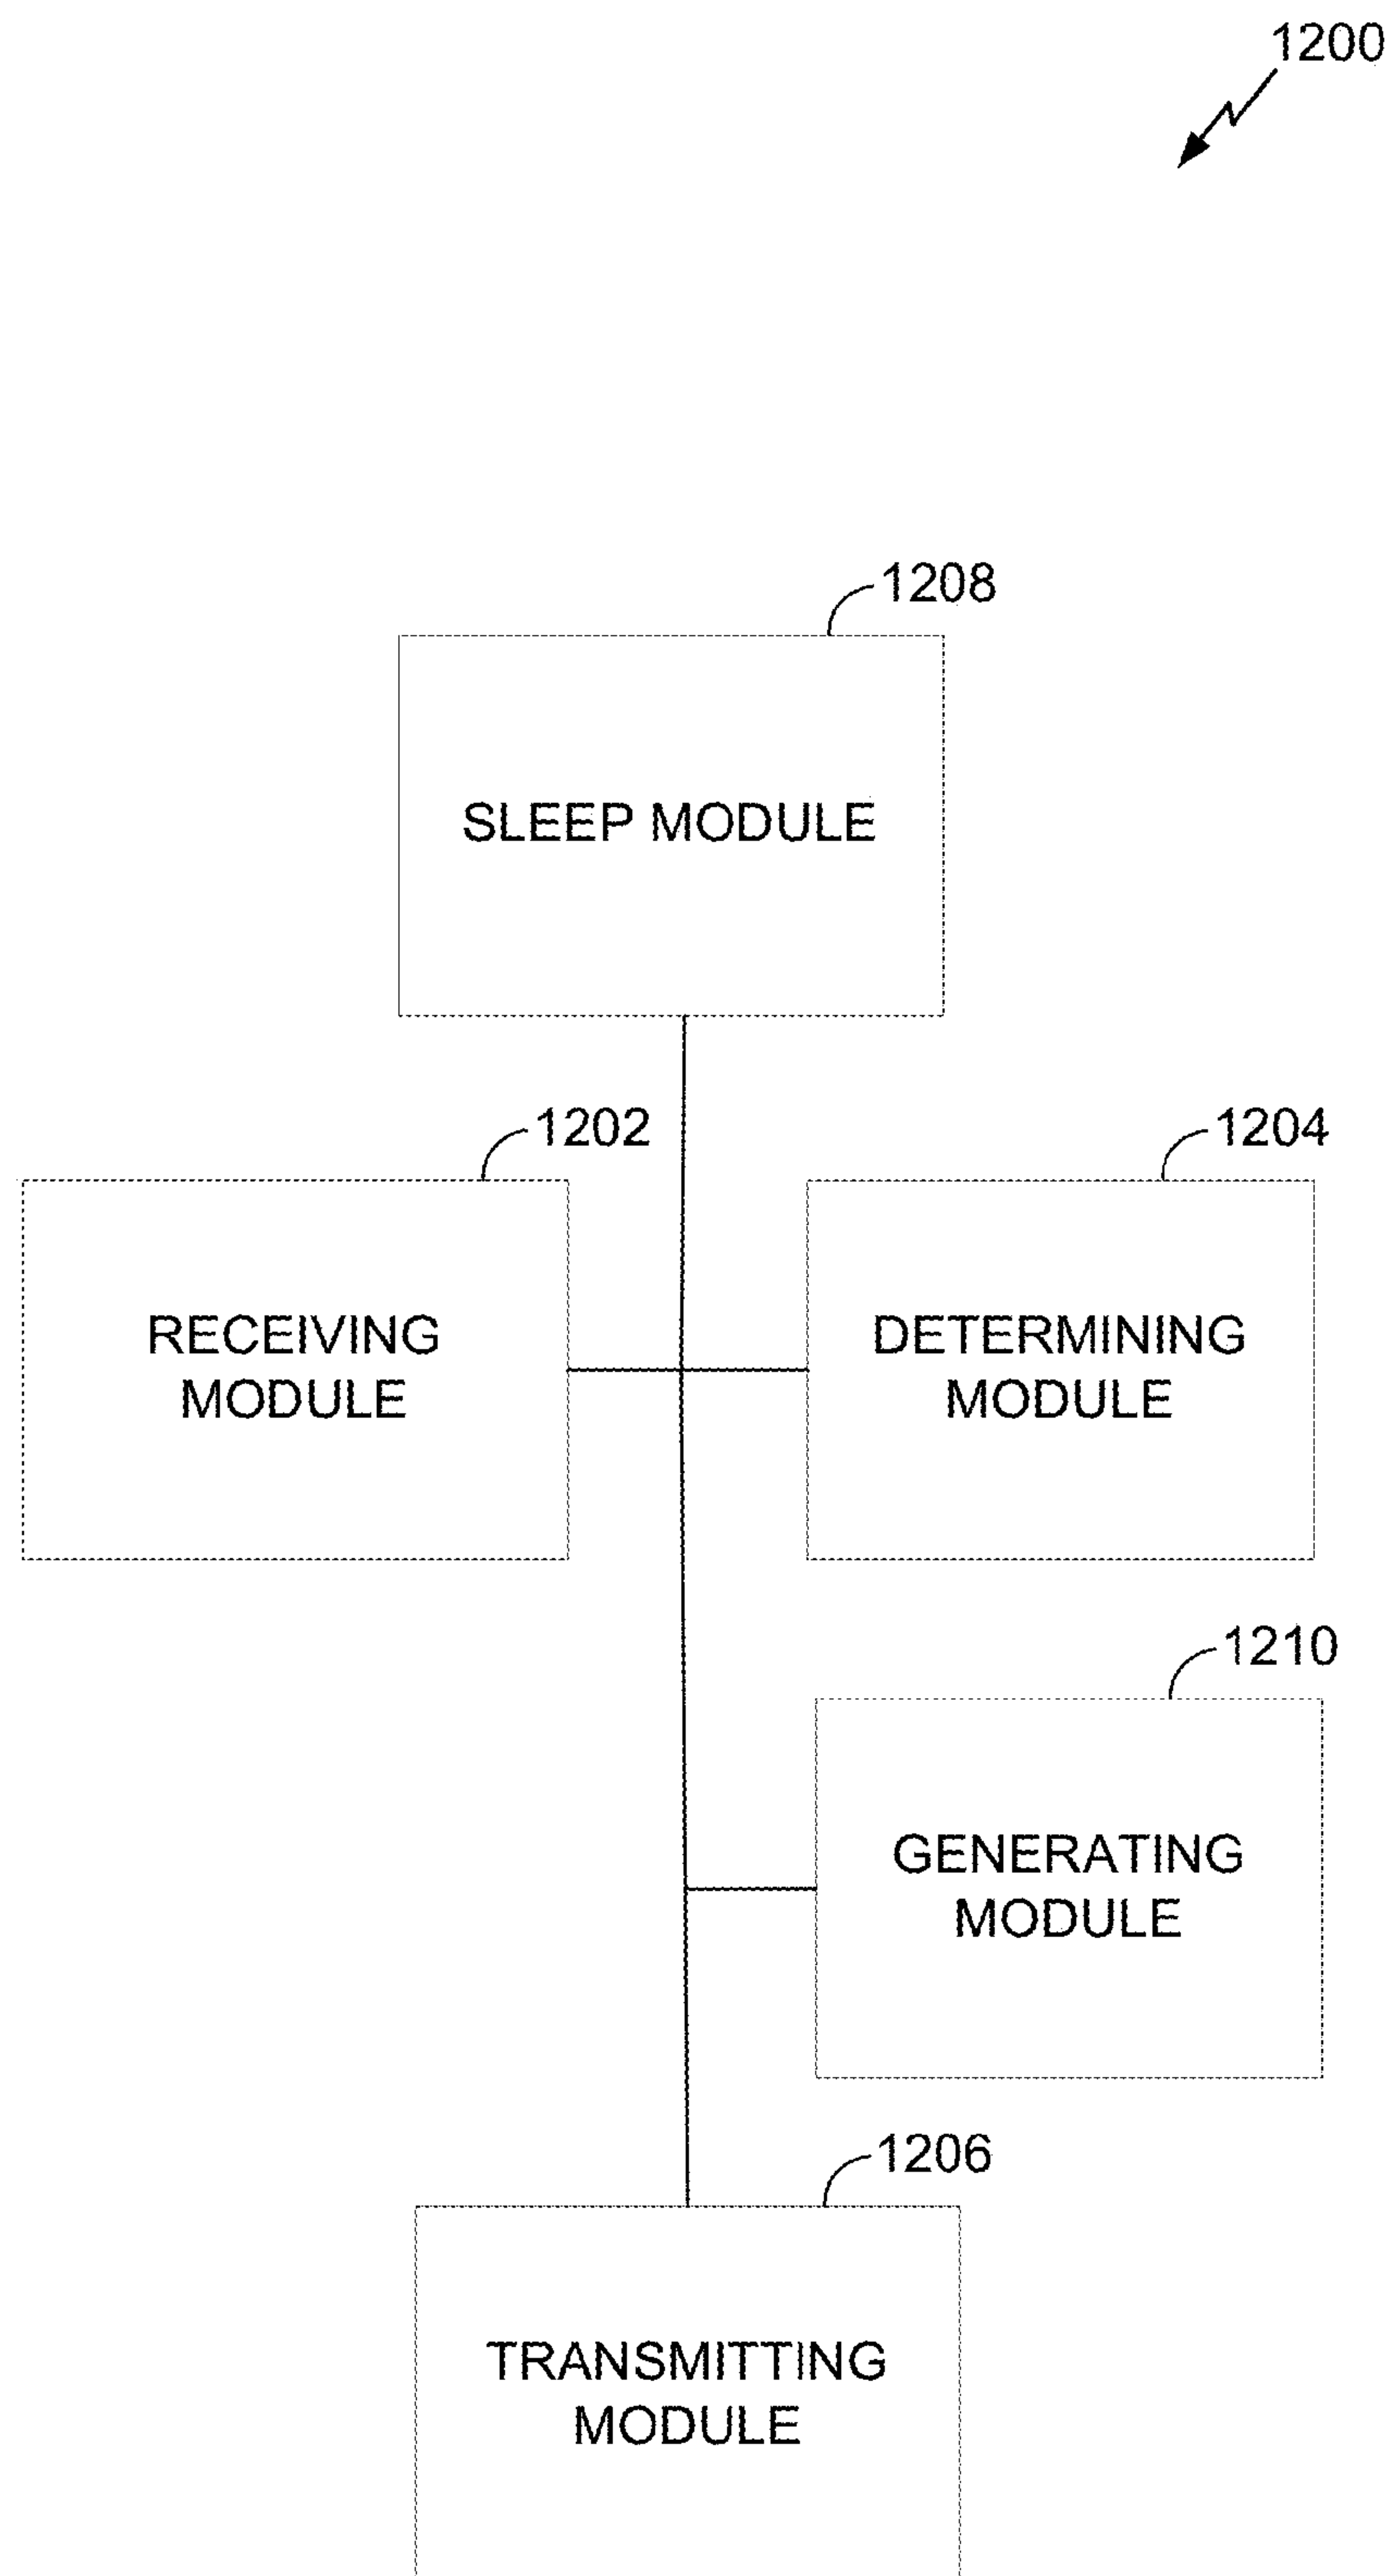 1200
1208
SLEEP MODULE
1202
1204
RECEIVING
MODULE
DETERMINING
MODULE
1210
GENERATING
MODULE
1206
TRANSMITTING
MODULE